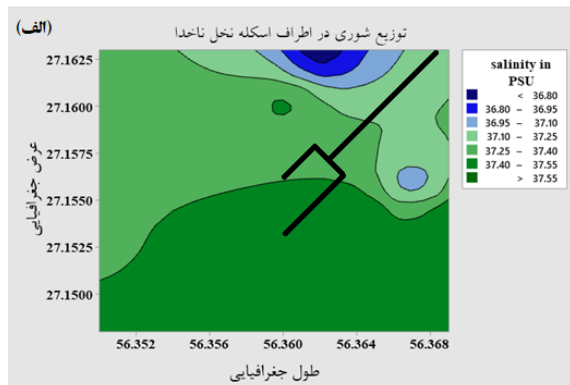 (الف)
توزیع شوری در اطراف اسکله نخل ناخدا
27.1625
27.1600
27.1575
27.1550
27.1525
27.1500
عرض جغرافیایی
56.352 56.356 56.360 56.364 56.368
طول جغرافیایی
salinity in
PSU
< 36.80
36.80 – 36.95
36.95 – 37.10
37.10 – 37.25
37.25 – 37.40
37.40 – 37.55
> 37.55